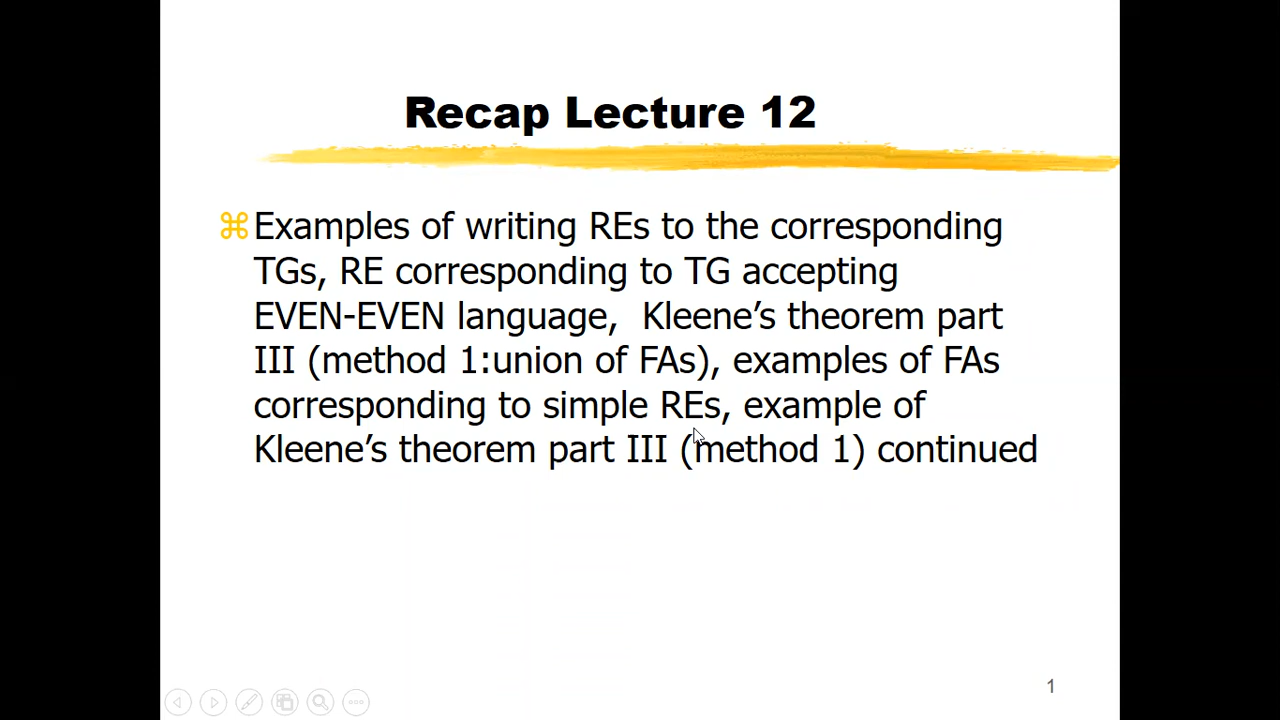 Recap Lecture 12
Examples of writing REs to the corresponding
TGs, RE corresponding to TG accepting
EVEN-EVEN language,  Kleene’s theorem part
III (method 1:union of FAs), examples of FAs
corresponding to simple REs, example of
Kleene’s theorem part III (method 1) continued
1